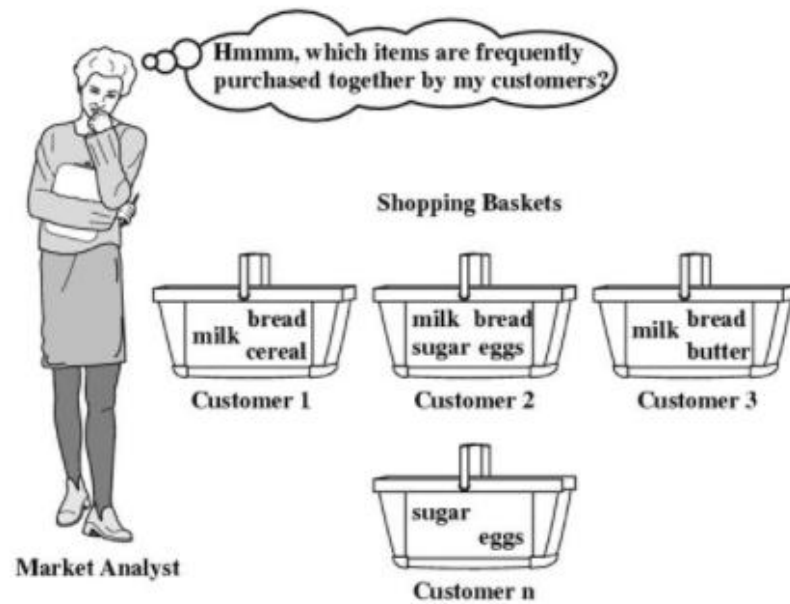 Hmmm, which items are frequently
purchased together by my customers?
Shopping Baskets
milk bread
cereal
Customer 1
milk bread
sugar eggs
Customer 2
milk bread
butter
Customer 3
sugar
eggs
Customer n
Market Analyst